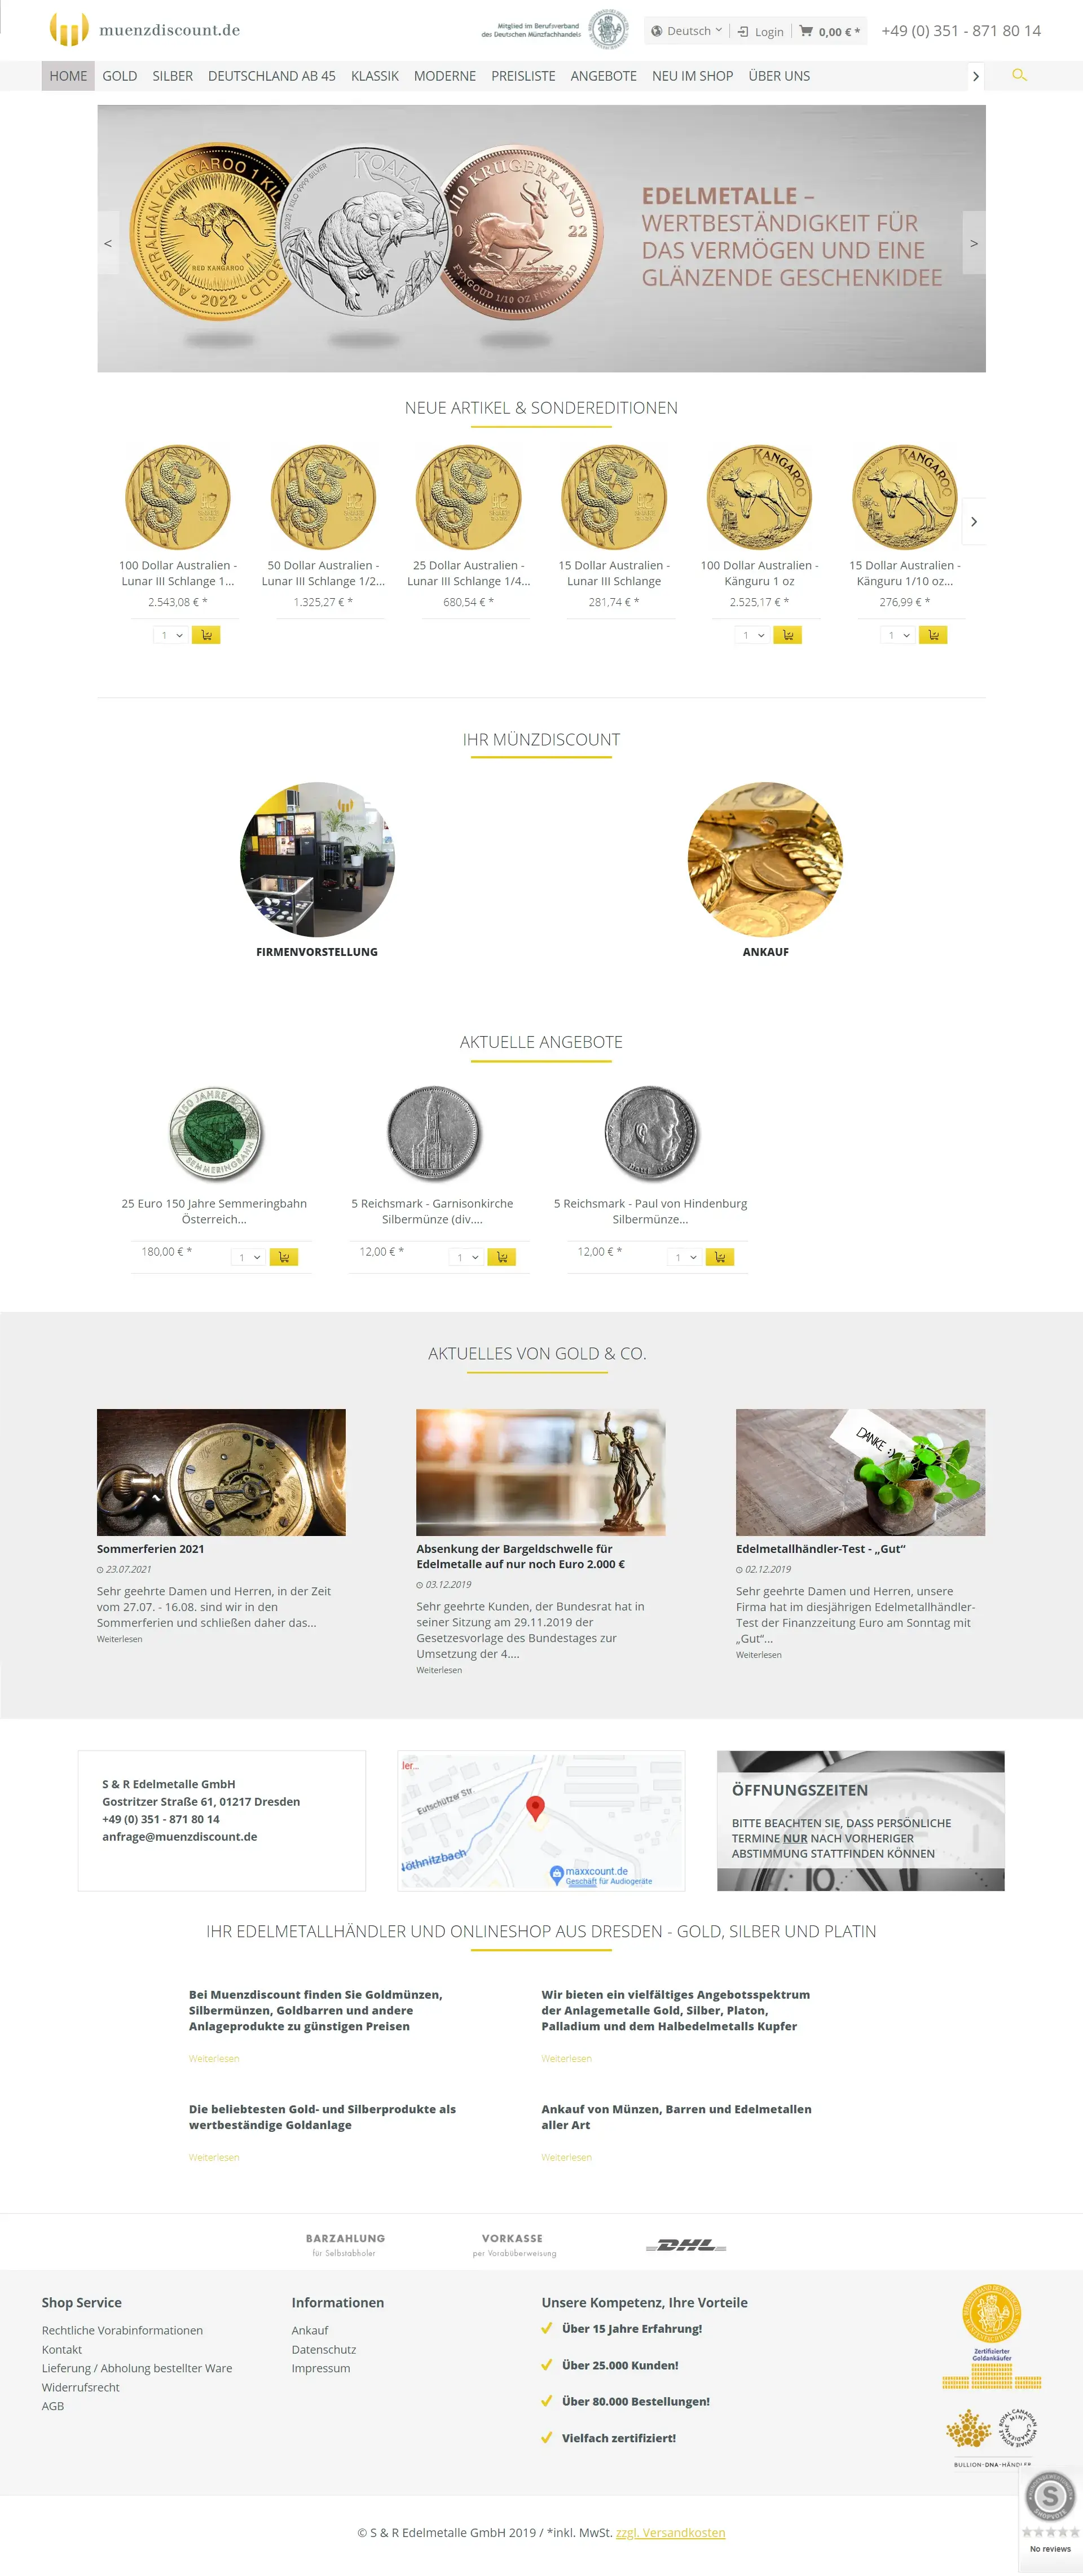 muenzdiscount.de
Mitglied im Berufsverband
des Deutschen Münzfachhandels
Deutsch
Login
0,00 € *
+49 (0) 351 - 871 80 14
HOME GOLD SILBER DEUTSCHLAND AB 45 KLASSIK MODERNE PREISLISTE ANGEBOTE NEU IM SHOP ÜBER UNS
AUSTRALIAN KANGAROO 1 KILO
RED KANGAROO
2022
KOALA
KRUGERRAND
1/10
20 22
FYNGOUD 1/10 OZ FINE GOLD
EDELMETALLE –
WERTBESTÄNDIGKEIT FÜR
DAS VERMÖGEN UND EINE
GLÄNZENDE GESCHENKIDEE
< >
NEUE ARTIKEL & SONDEREDITIONEN
KANGAROO
KANGAROO
100 Dollar Australien -
Lunar III Schlange 1...
2.543,08 € *
1
50 Dollar Australien -
Lunar III Schlange 1/2...
1.325,27 € *
25 Dollar Australien -
Lunar III Schlange 1/4...
680,54 € *
15 Dollar Australien -
Lunar III Schlange
281,74 € *
100 Dollar Australien -
Känguru 1 oz
2.525,17 € *
1
15 Dollar Australien -
Känguru 1/10 oz...
276,99 € *
1
IHR MÜNZDISCOUNT
FIRMENVORSTELLUNG
ANKAUF
AKTUELLE ANGEBOTE
150 JAHRE
SEMMERINGBAHN
25 Euro 150 Jahre Semmeringbahn
Österreich...
180,00 € *
1
5 Reichsmark - Garnisonkirche
Silbermünze (div....
12,00 € *
1
5 Reichsmark - Paul von Hindenburg
Silbermünze...
12,00 € *
1
AKTUELLES VON GOLD & CO.
Sommerferien 2021
23.07.2021
Sehr geehrte Damen und Herren, in der Zeit
vom 27.07. - 16.08. sind wir in den
Sommerferien und schließen daher das...
Weiterlesen
Absenkung der Bargeldschwelle für
Edelmetalle auf nur noch Euro 2.000 €
03.12.2019
Sehr geehrte Kunden, der Bundesrat hat in
seiner Sitzung am 29.11.2019 der
Gesetzesvorlage des Bundestages zur
Umsetzung der 4....
Weiterlesen
DANKE :)
Edelmetallhändler-Test - „Gut“
02.12.2019
Sehr geehrte Damen und Herren, unsere
Firma hat im diesjährigen Edelmetallhändler-
Test der Finanzzeitung Euro am Sonntag mit
„Gut“...
Weiterlesen
S & R Edelmetalle GmbH
Gostritzer Straße 61, 01217 Dresden
+49 (0) 351 - 871 80 14
anfrage@muenzdiscount.de
ler...
Eutschützer Str.
Nöthnitzbach
maxxcount.de
Geschäft für Audiogeräte
ÖFFNUNGSZEITEN
BITTE BEACHTEN SIE, DASS PERSÖNLICHE
TERMINE NUR NACH VORHERIGER
ABSTIMMUNG STATTFINDEN KÖNNEN
IHR EDELMETALLHÄNDLER UND ONLINESHOP AUS DRESDEN - GOLD, SILBER UND PLATIN
Bei Muenzdiscount finden Sie Goldmünzen,
Silbermünzen, Goldbarren und andere
Anlageprodukte zu günstigen Preisen
Weiterlesen
Wir bieten ein vielfältiges Angebotsspektrum
der Anlagemetalle Gold, Silber, Platon,
Palladium und dem Halbedelmetalls Kupfer
Weiterlesen
Die beliebtesten Gold- und Silberprodukte als
wertbeständige Goldanlage
Weiterlesen
Ankauf von Münzen, Barren und Edelmetallen
aller Art
Weiterlesen
BARZAHLUNG
für Selbstabholer
VORKASSE
per Vorabüberweisung
DHL
Shop Service
Rechtliche Vorabinformationen
Kontakt
Lieferung / Abholung bestellter Ware
Widerrufsrecht
AGB
Informationen
Ankauf
Datenschutz
Impressum
Unsere Kompetenz, Ihre Vorteile
Über 15 Jahre Erfahrung!
Über 25.000 Kunden!
Über 80.000 Bestellungen!
Vielfach zertifiziert!
Zertifizierter
Goldankäufer
ROYAL CANADIAN MINT
MONNAIE ROYALE CANADIENNE
BULLION-DNA-HÄNDLER
S
No reviews
© S & R Edelmetalle GmbH 2019 / *inkl. MwSt. zzgl. Versandkosten